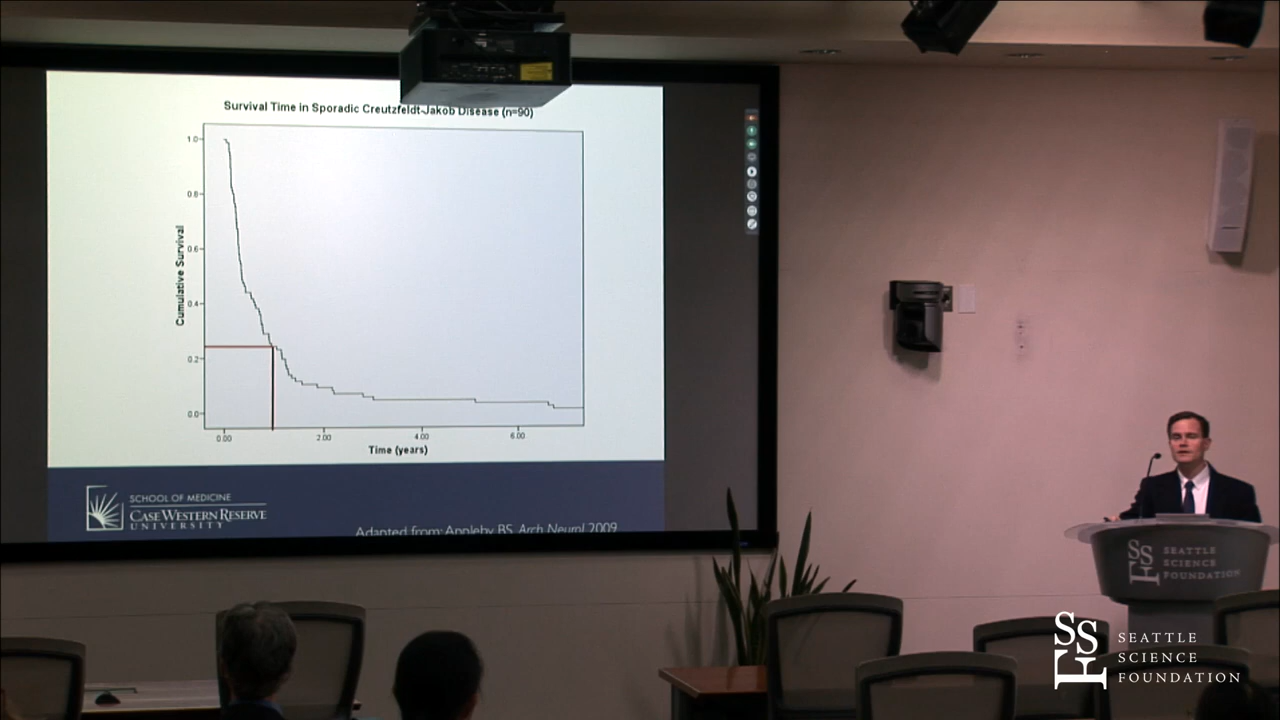 Survival Time in Sporadic Creutzfeldt-Jakob Disease (n=90)
Cumulative Survival
1.0
0.8
0.6
0.4
0.2
0.0
0.00
2.00
4.00
6.00
Time (years)
SCHOOL OF MEDICINE
CASE WESTERN RESERVE
UNIVERSITY
Adapted from: Appleby BS, Arch Neurol 2009
SSF
SEATTLE
SCIENCE
FOUNDATION
SSF
SEATTLE
SCIENCE
FOUNDATION